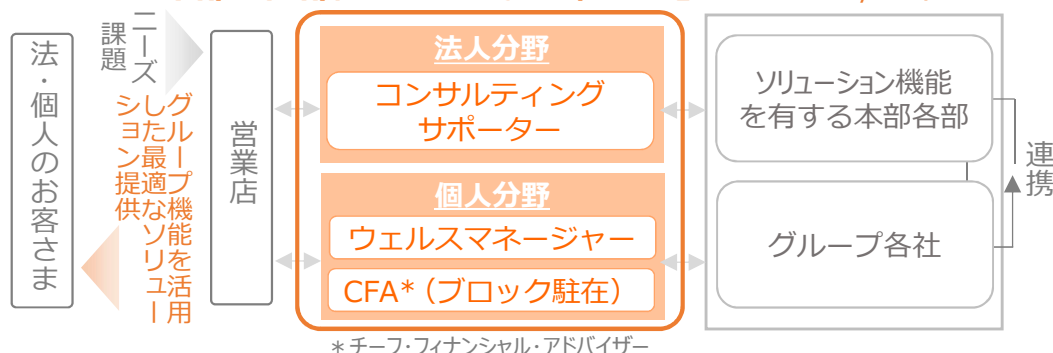 法・個人のお客さま
ニーズ
課題
グループ機能を活用
した最適なソリュー
ション提供
営業店
法人分野
コンサルティング
サポーター
個人分野
ウェルスマネージャー
CFA*（ブロック駐在）
ソリューション機能
を有する本部各部
グループ各社
連携
＊チーフ・フィナンシャル・アドバイザー